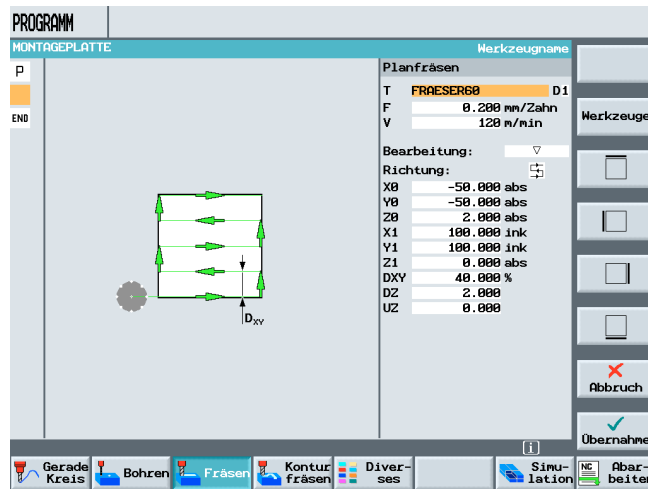 PROGRAMM
MONTAGEPLATTE Werkzeugname
P
END
Planfräsen
T FRAESER60 D1
F 0.200 mm/Zahn
V 120 m/min
Bearbeitung: ▽
Richtung:
X0 -50.000 abs
Y0 -50.000 abs
Z0 2.000 abs
X1 100.000 ink
Y1 100.000 ink
Z1 0.000 abs
DXY 40.000 %
DZ 2.000
UZ 0.000
DXY
Werkzeuge
Abbruch
Übernahme
i
Gerade Kreis
Bohren
Fräsen
Kontur fräsen
Diver- ses
Simu- lation
NC Abar- beiten